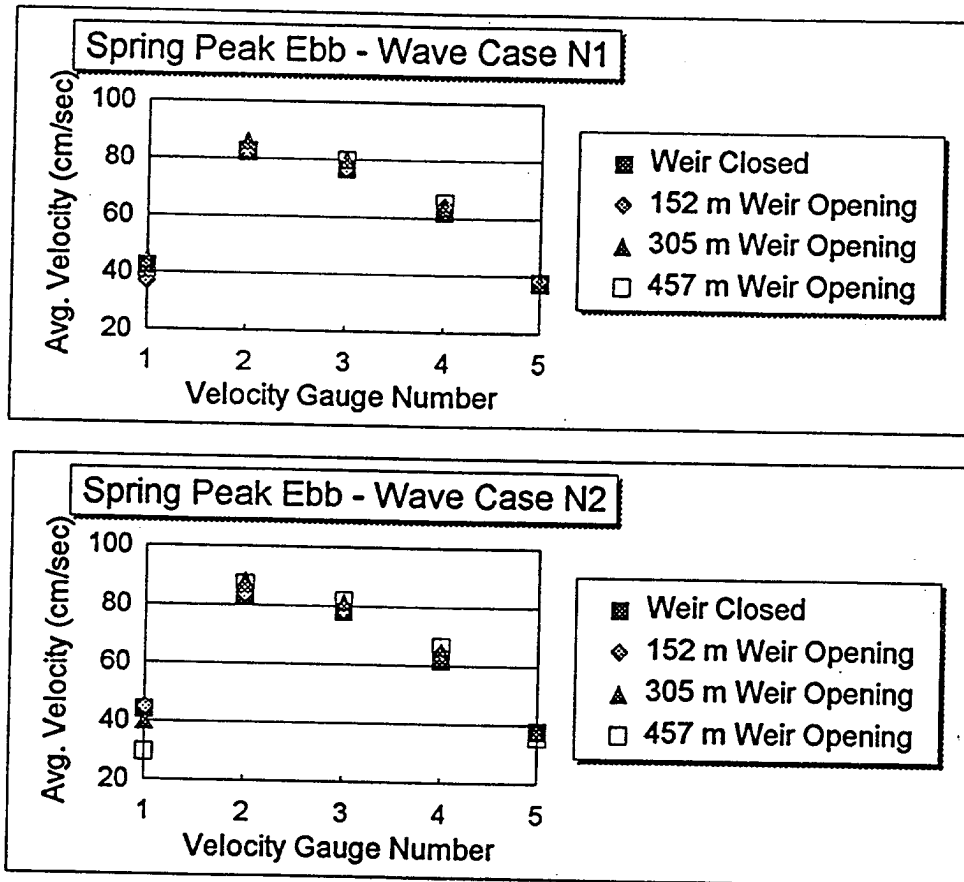 Spring Peak Ebb - Wave Case N1
Avg. Velocity (cm/sec)
100
80
60
40
20
1 2 3 4 5
Velocity Gauge Number
Weir Closed
152 m Weir Opening
305 m Weir Opening
457 m Weir Opening
Spring Peak Ebb - Wave Case N2
Avg. Velocity (cm/sec)
100
80
60
40
20
1 2 3 4 5
Velocity Gauge Number
Weir Closed
152 m Weir Opening
305 m Weir Opening
457 m Weir Opening